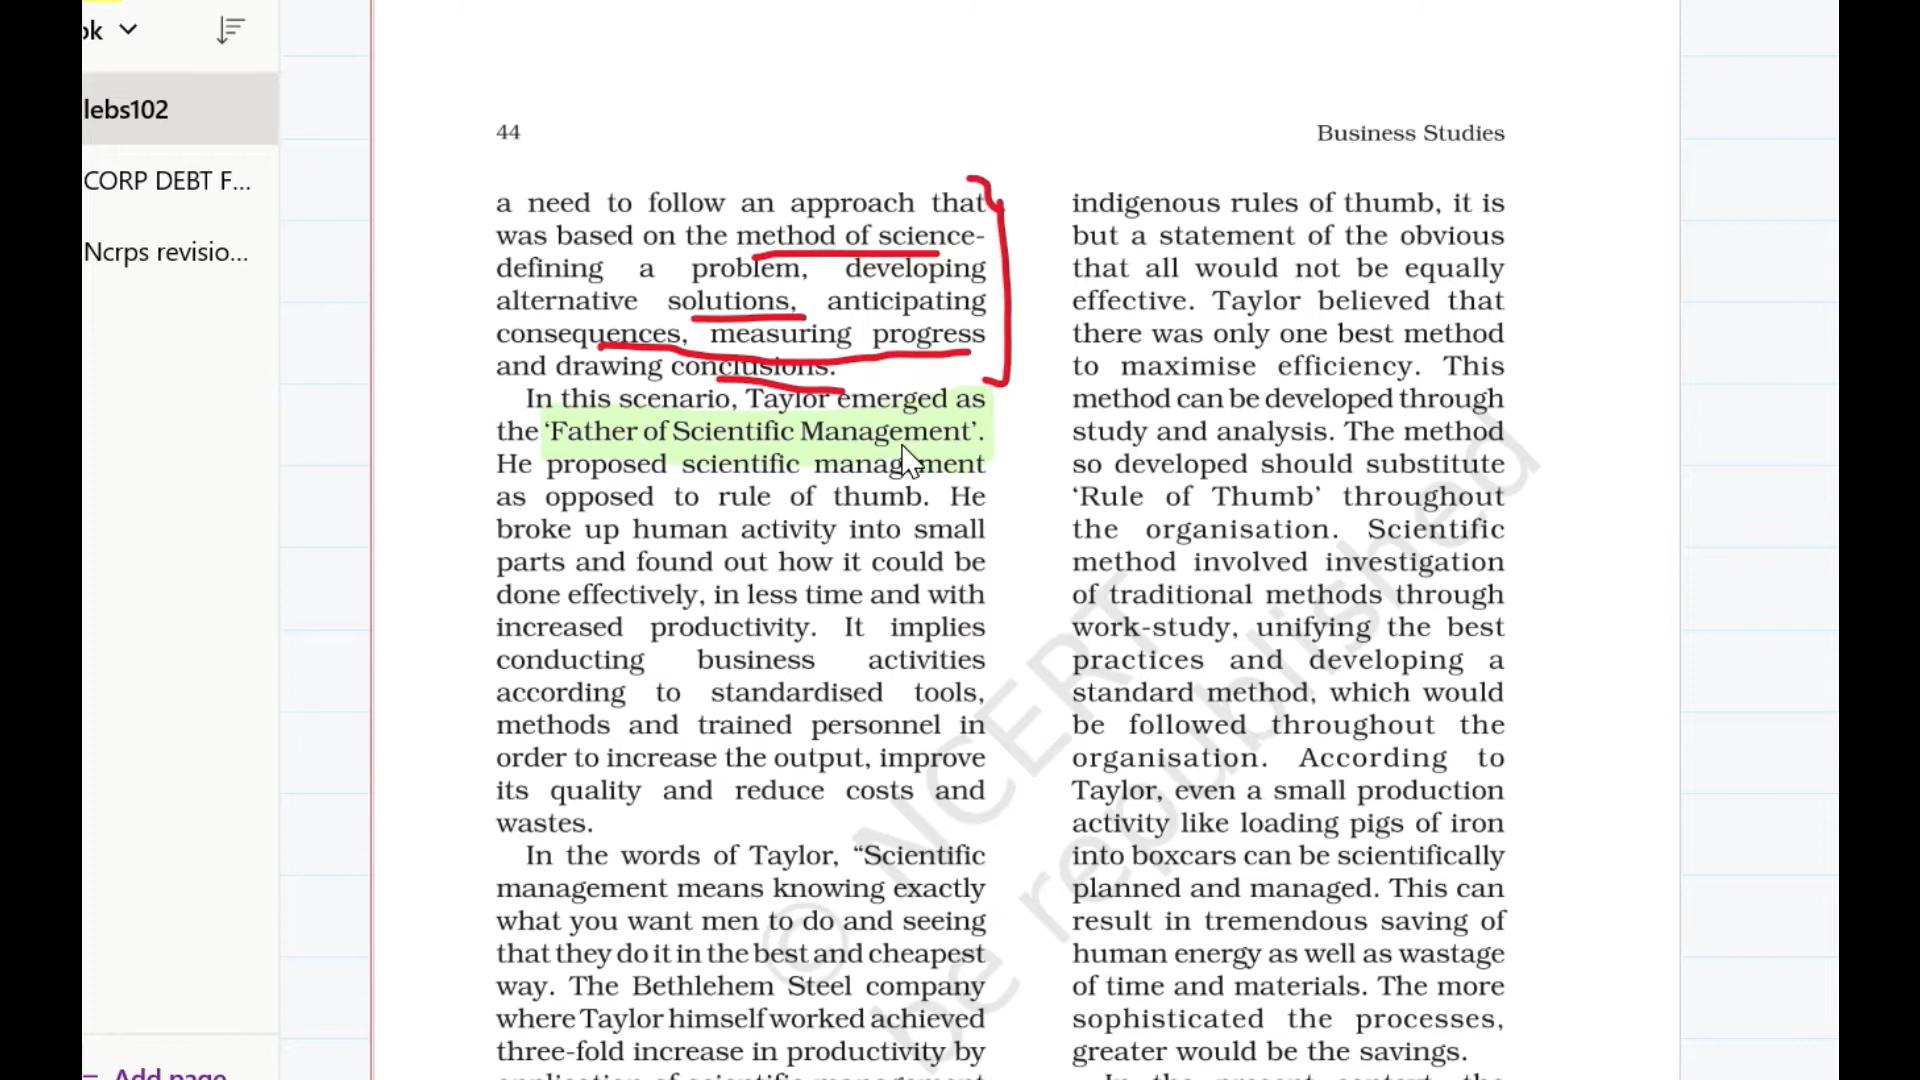 ok
lebs102
CORP DEBT F...
Ncrps revisio...
Add page
44
Business Studies
a need to follow an approach that
was based on the method of science-
defining a problem, developing
alternative solutions, anticipating
consequences, measuring progress
and drawing conclusions.
In this scenario, Taylor emerged as
the ‘Father of Scientific Management’.
He proposed scientific management
as opposed to rule of thumb. He
broke up human activity into small
parts and found out how it could be
done effectively, in less time and with
increased productivity. It implies
conducting business activities
according to standardised tools,
methods and trained personnel in
order to increase the output, improve
its quality and reduce costs and
wastes.
In the words of Taylor, “Scientific
management means knowing exactly
what you want men to do and seeing
that they do it in the best and cheapest
way. The Bethlehem Steel company
where Taylor himself worked achieved
three-fold increase in productivity by
application of scientific management
indigenous rules of thumb, it is
but a statement of the obvious
that all would not be equally
effective. Taylor believed that
there was only one best method
to maximise efficiency. This
method can be developed through
study and analysis. The method
so developed should substitute
‘Rule of Thumb’ throughout
the organisation. Scientific
method involved investigation
of traditional methods through
work-study, unifying the best
practices and developing a
standard method, which would
be followed throughout the
organisation. According to
Taylor, even a small production
activity like loading pigs of iron
into boxcars can be scientifically
planned and managed. This can
result in tremendous saving of
human energy as well as wastage
of time and materials. The more
sophisticated the processes,
greater would be the savings.
In the present context, the
© NCERT
be republished